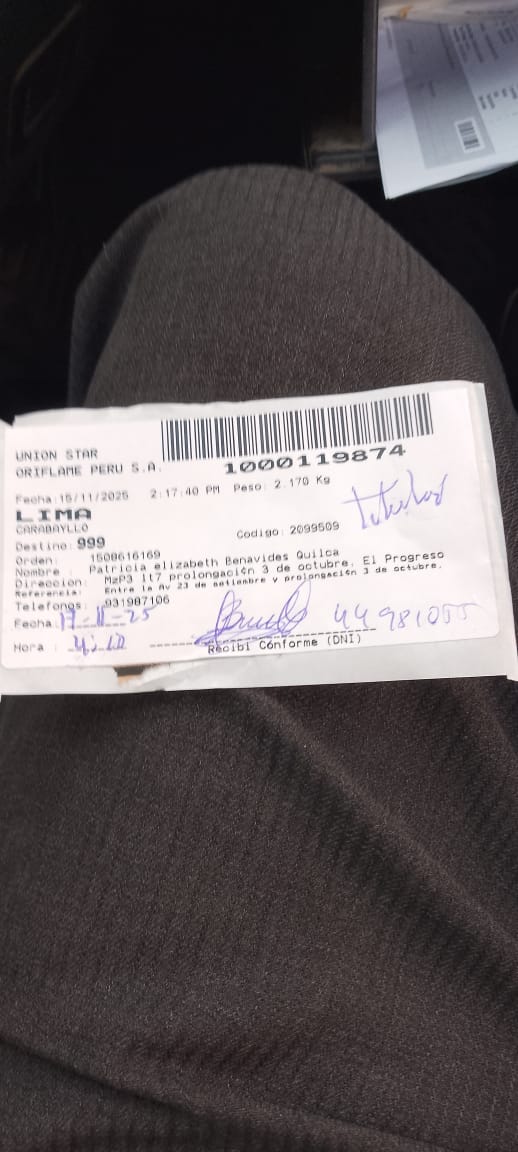 UNION STAR
ORIFLAME PERU S.A.
1000119874
Fecha:15/11/2025 2:17:40 PM Peso: 2.170 Kg
LIMA
CARABAYLLO
Codigo: 2099509
Destino: 999
Orden: 1508616169
Nombre : Patricia elizabeth Benavides Quilca
Direccion: MzP3 lt7 prolongación 3 de octubre, El Progreso
Referencia: Entre la Av 23 de setiembre y prolongación 3 de octubre.
Telefonos: 931987106
Fecha: 17-11-25
44981055
Hora :
Recibi Conforme (DNI)